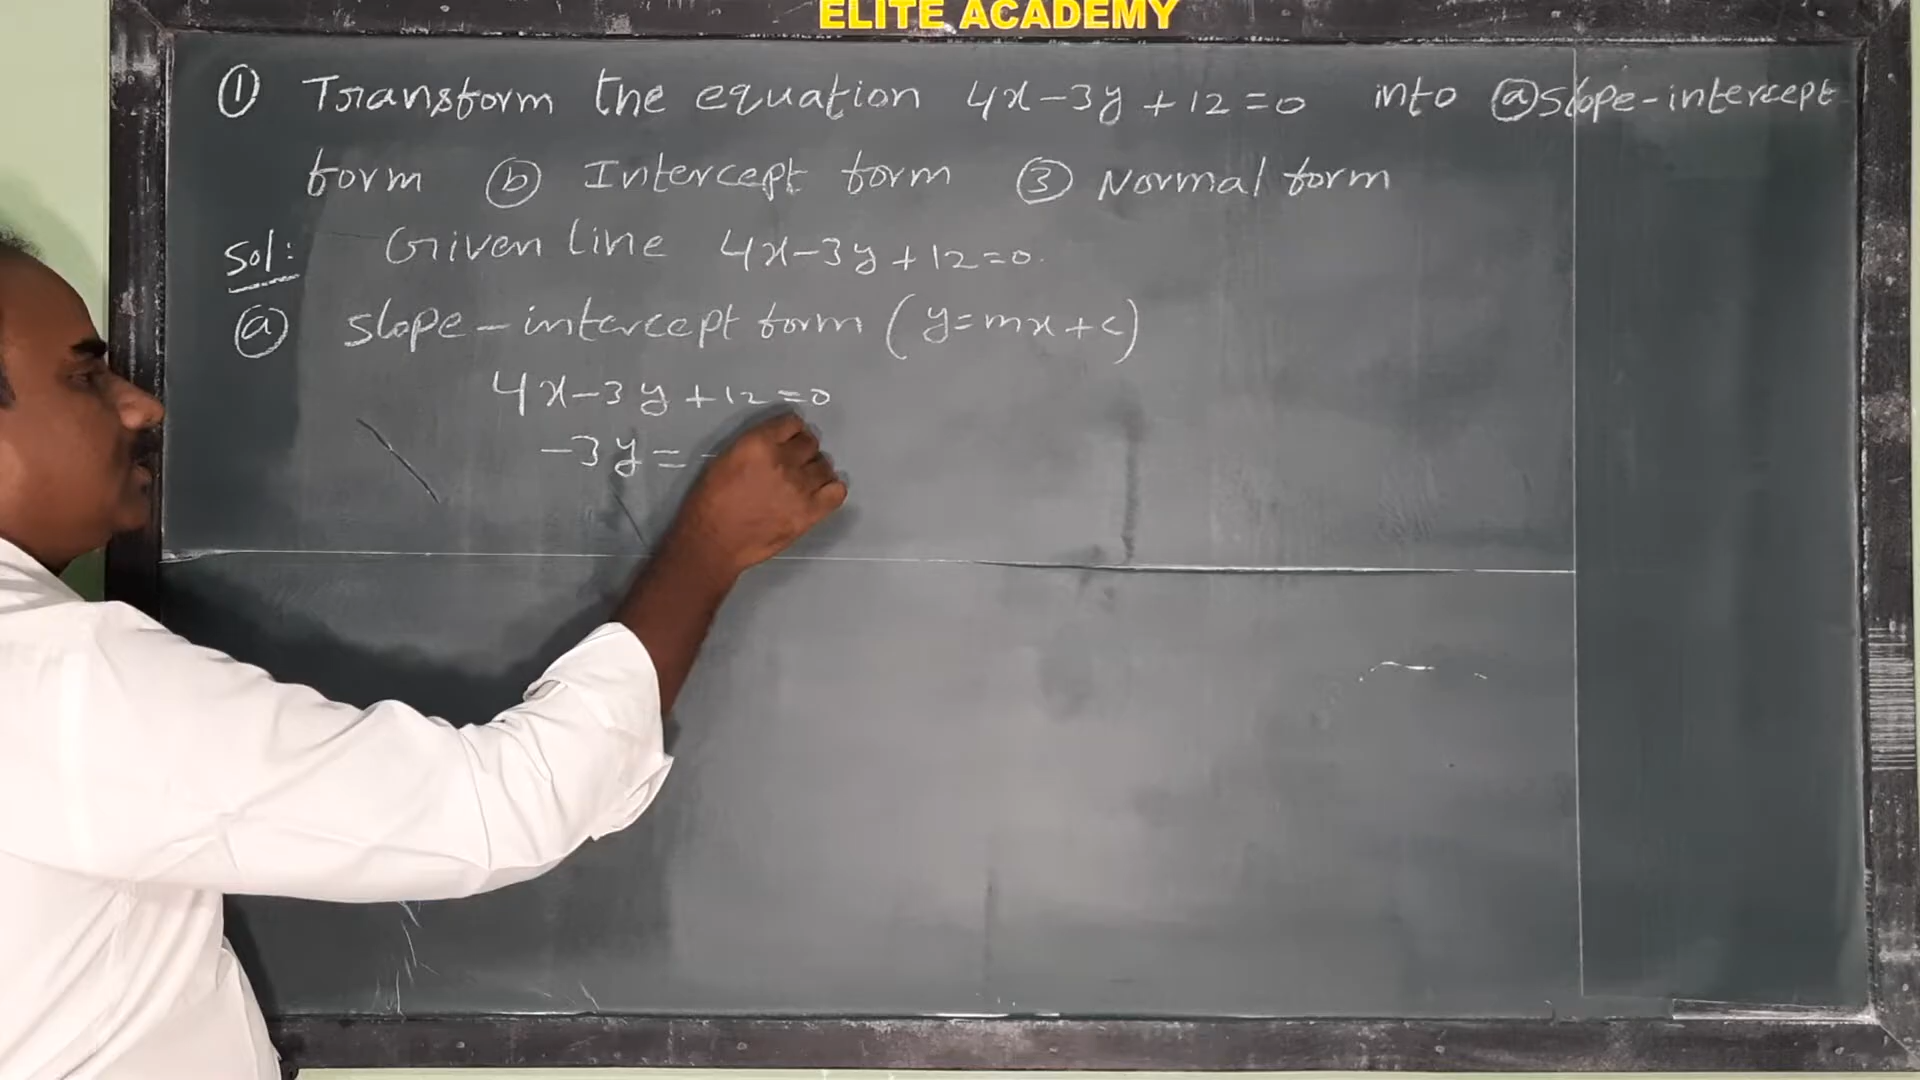 ELITE ACADEMY
① Transform the equation 4x-3y+12=0 into ⓐ slope-intercept
form ⓑ Intercept form ③ Normal form
Sol: Given line 4x-3y+12=0.
ⓐ slope-intercept form (y=mx+c)
4x-3y+12=0
-3y=-